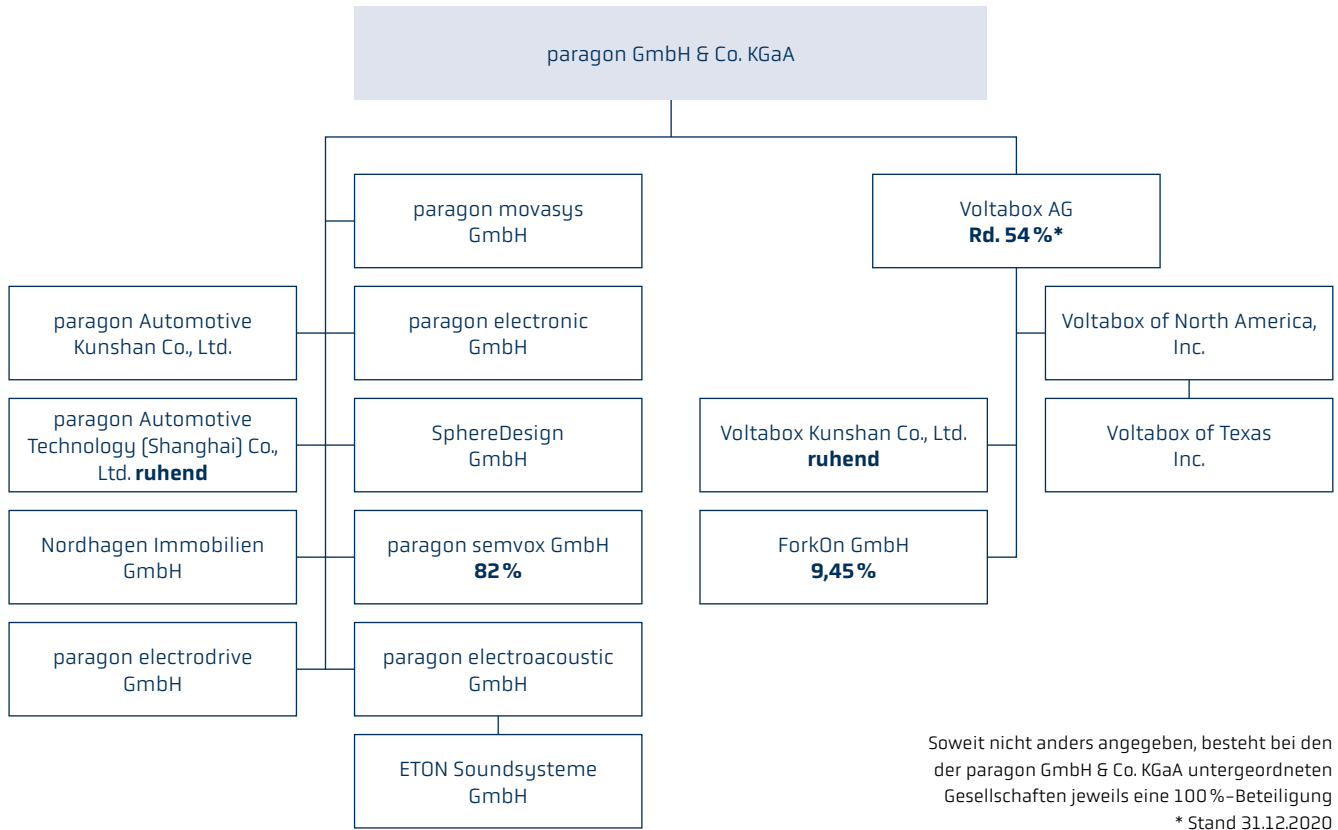 paragon GmbH & Co. KGaA
paragon movasys
GmbH
Voltabox AG
Rd. 54 %*
paragon Automotive
Kunshan Co., Ltd.
paragon electronic
GmbH
Voltabox of North America,
Inc.
paragon Automotive
Technology (Shanghai) Co.,
Ltd. ruhend
SphereDesign
GmbH
Voltabox Kunshan Co., Ltd.
ruhend
Voltabox of Texas
Inc.
Nordhagen Immobilien
GmbH
paragon semvox GmbH
82 %
ForkOn GmbH
9,45 %
paragon electrodrive
GmbH
paragon electroacoustic
GmbH
ETON Soundsysteme
GmbH
Soweit nicht anders angegeben, besteht bei den
der paragon GmbH & Co. KGaA untergeordneten
Gesellschaften jeweils eine 100 %-Beteiligung
* Stand 31.12.2020